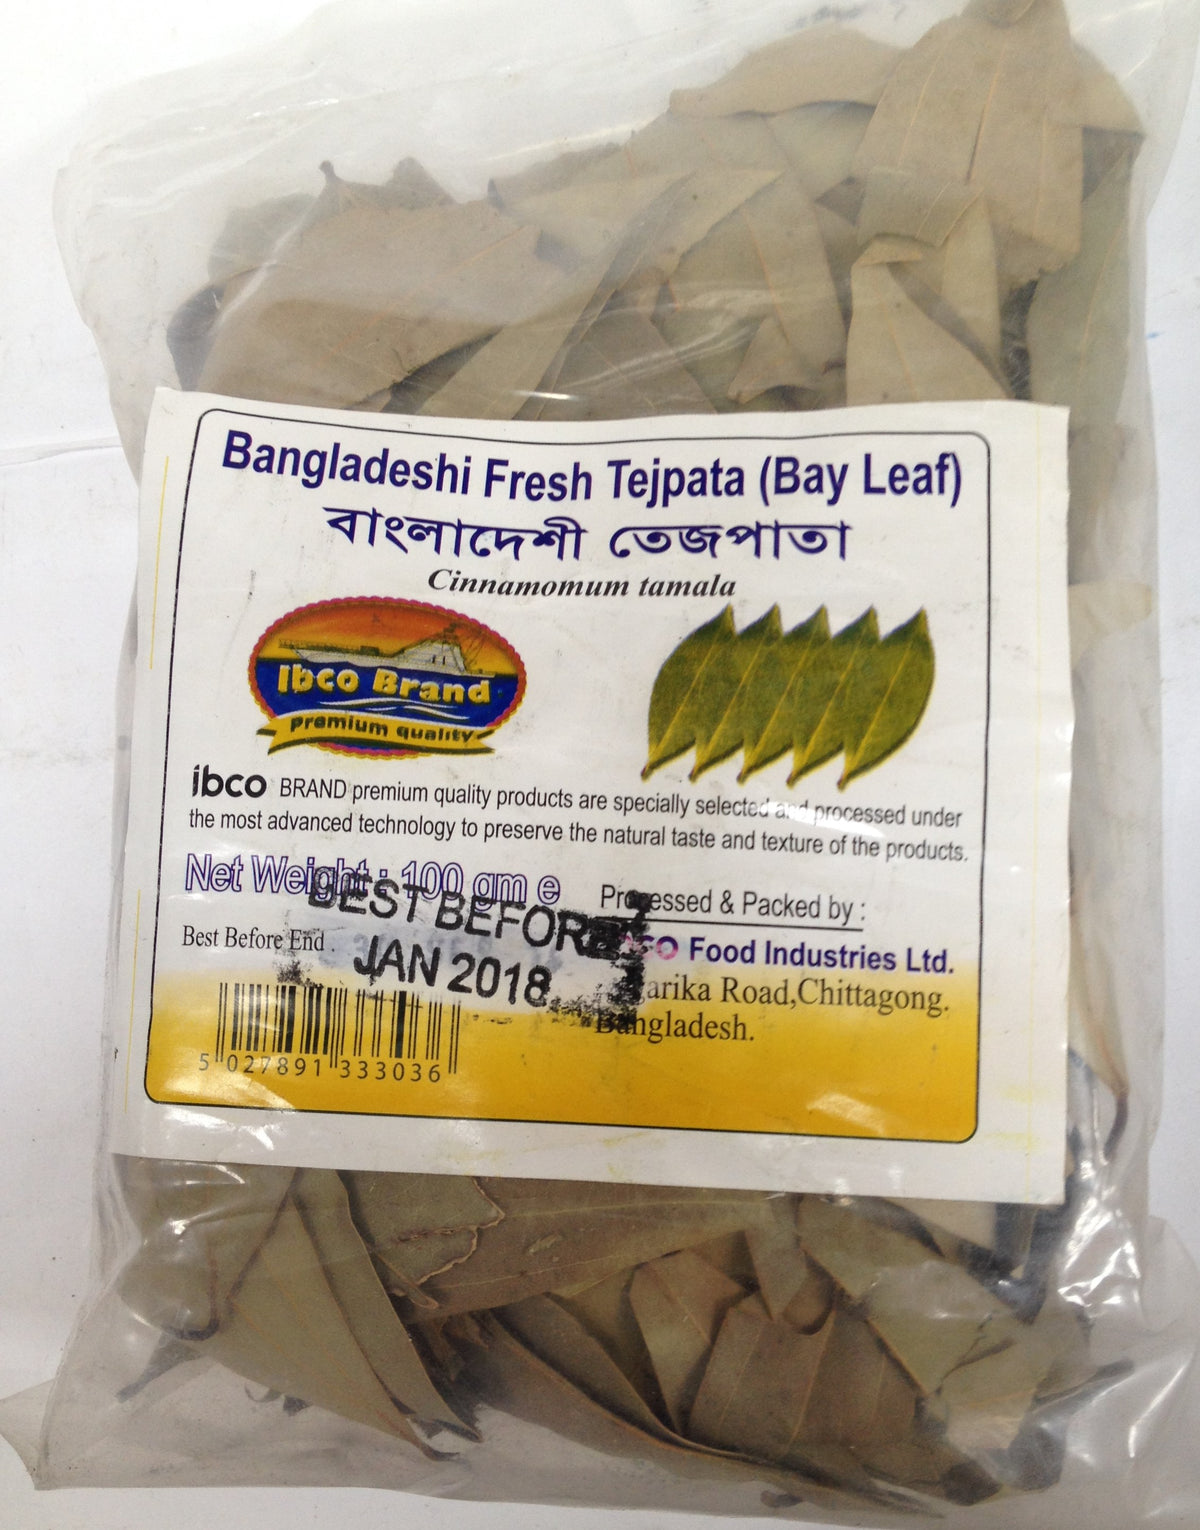 Bangladeshi Fresh Tejpata (Bay Leaf)
বাংলাদেশী তেজপাতা
Cinnamomum tamala
Ibco Brand
premium quality
ibco BRAND premium quality products are specially selected and processed under
the most advanced technology to preserve the natural taste and texture of the products.
Net Weight : 100 gm e
BEST BEFORE
JAN 2018
Best Before End .
5 027891 333036
Processed & Packed by :
Food Industries Ltd.
Road,Chittagong.
Bangladesh.